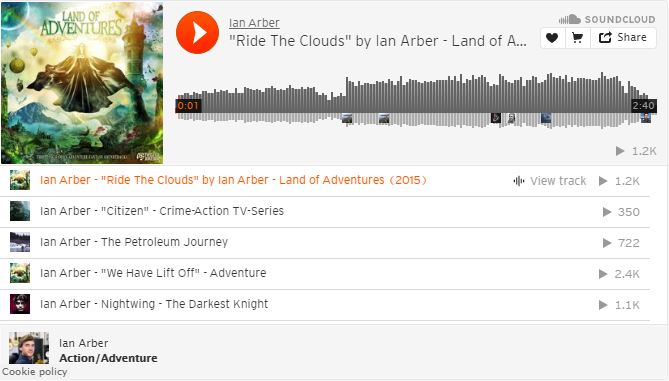 LAND OF
ADVENTURES
Ian Arber
SOUNDCLOUD
"Ride The Clouds" by Ian Arber - Land of A...
Share
0:01
2:40
1.2K
Ian Arber - "Ride The Clouds" by Ian Arber - Land of Adventures (2015)
View track
1.2K
Ian Arber - "Citizen" - Crime-Action TV-Series
350
Ian Arber - The Petroleum Journey
722
Ian Arber - "We Have Lift Off" - Adventure
2.4K
Ian Arber - Nightwing - The Darkest Knight
1.1K
Ian Arber
Action/Adventure
Cookie policy